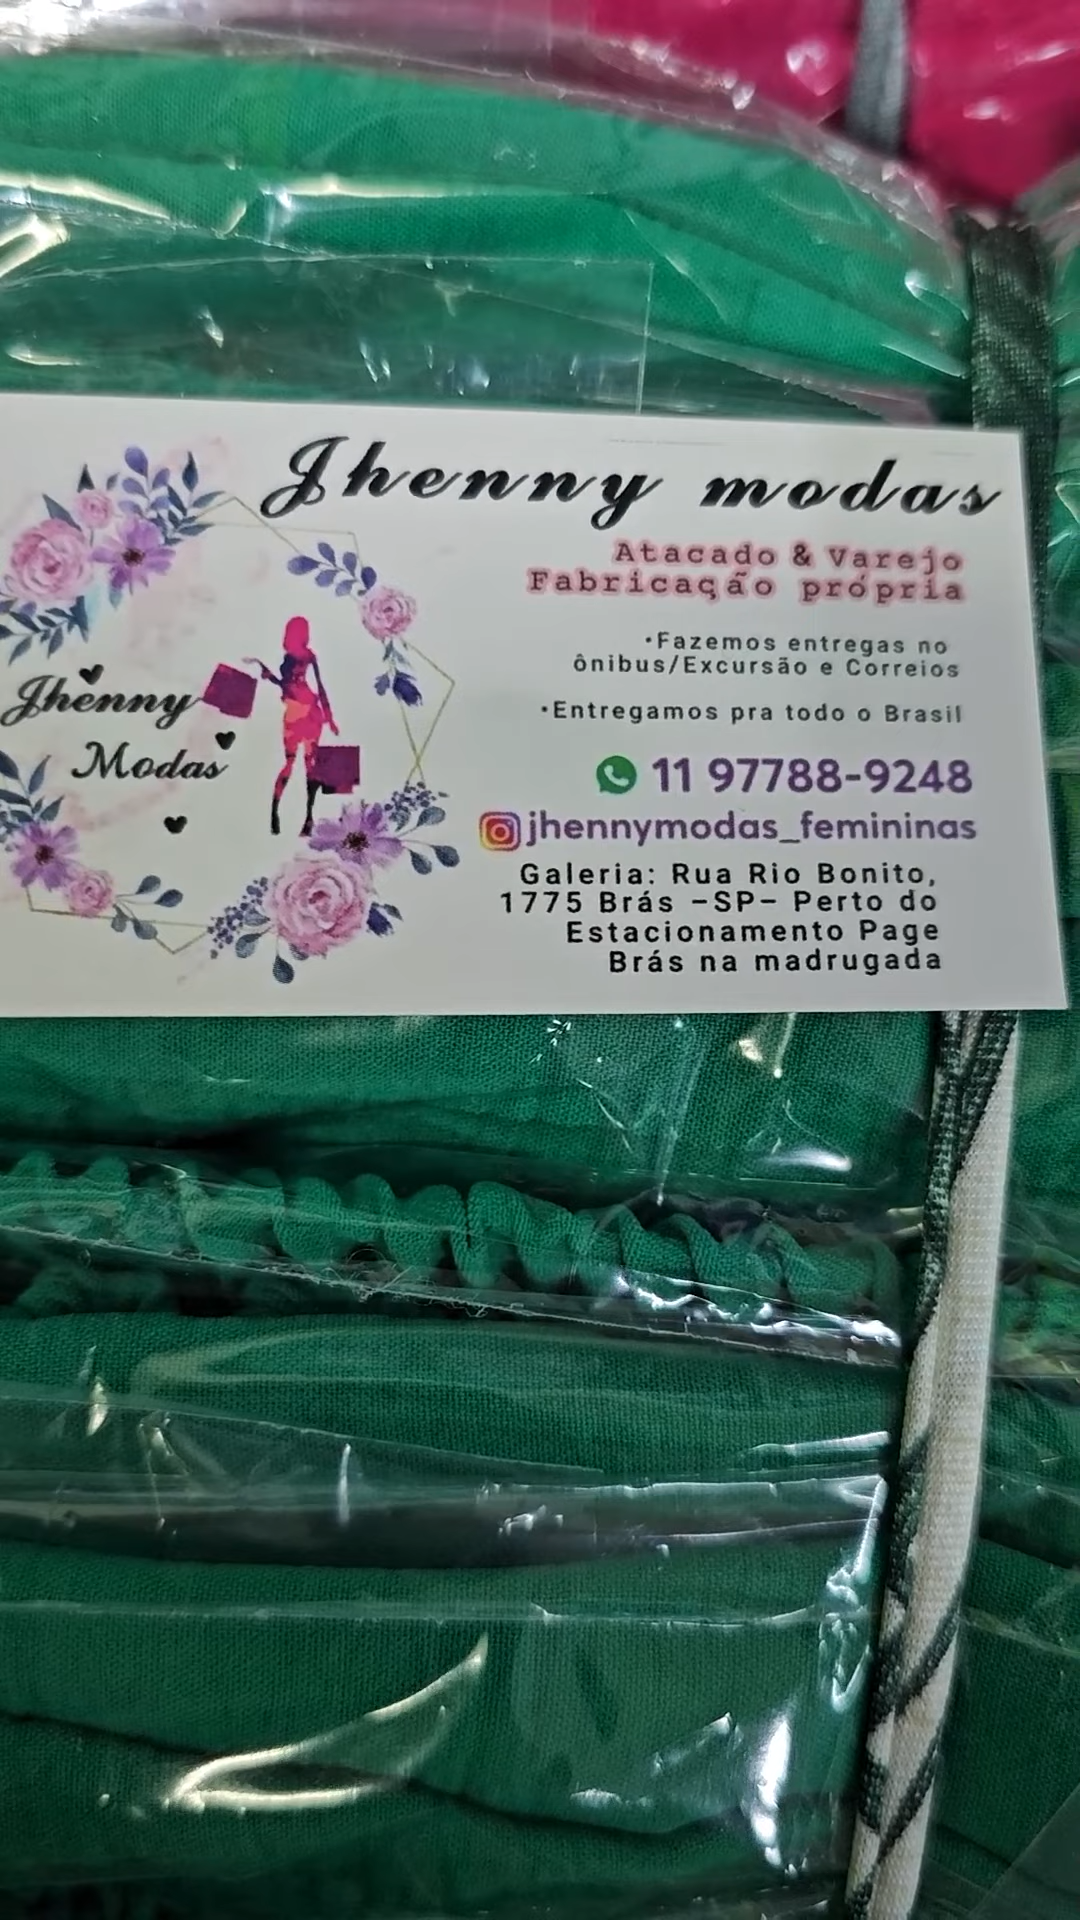 Jhenny modas
Atacado & Varejo
Fabricação própria
•Fazemos entregas no
ônibus/Excursão e Correios
•Entregamos pra todo o Brasil
11 97788-9248
jhennymodas_femininas
Galeria: Rua Rio Bonito,
1775 Brás -SP- Perto do
Estacionamento Page
Brás na madrugada
Jhenny
Modas